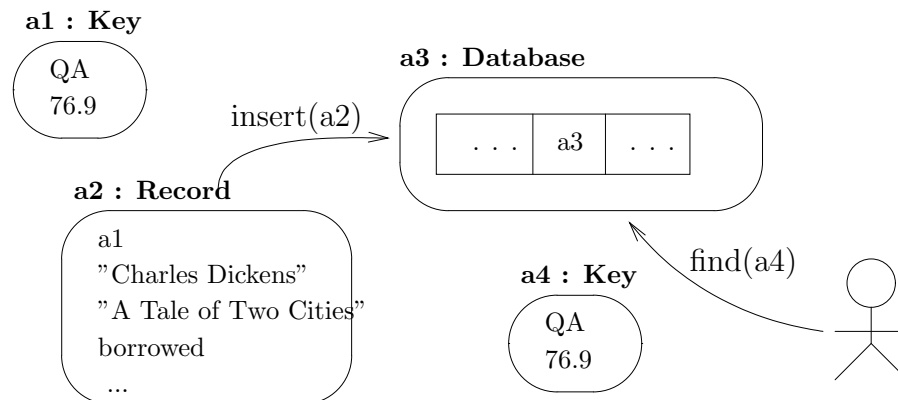 a1 : Key
QA
76.9
a3 : Database
insert(a2)
. . . a3 . . .
a2 : Record
a1
”Charles Dickens”
”A Tale of Two Cities”
borrowed
...
find(a4)
a4 : Key
QA
76.9